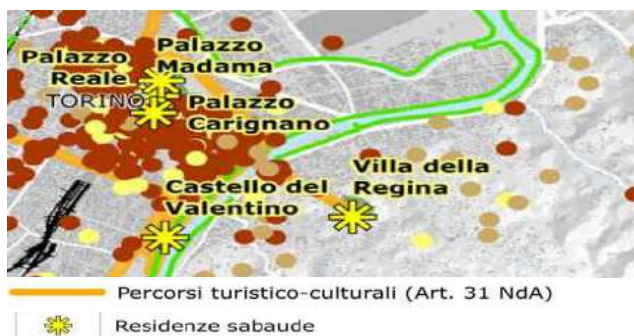 Palazzo
Madama
Palazzo
Reale
TORINO
Palazzo
Carignano
Villa della
Regina
Castello del
Valentino
Percorsi turistico-culturali (Art. 31 NdA)
Residenze sabaude